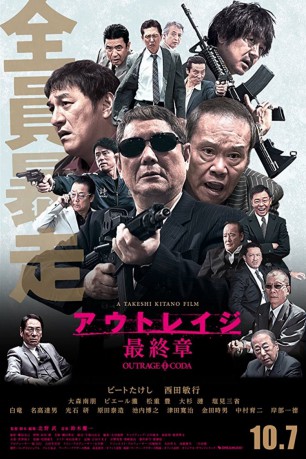 全員暴走
A TAKESHI KITANO FILM
アウトレイジ
最終章
OUTRAGE CODA
ビートたけし 西田敏行
大森南朋 ピエール瀧 松重豊 大杉漣 塩見三省
白竜 名高達男 光石研 原田泰造 池内博之 津田寛治 金田時男 中村育二 岸部一徳
10.7